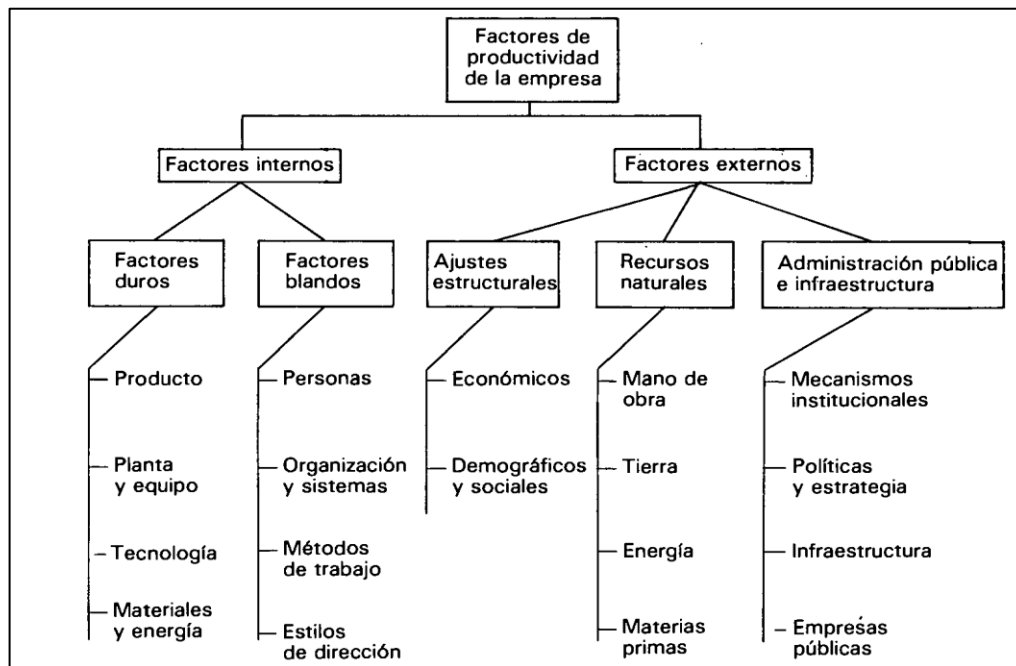 Factores de
productividad
de la empresa
Factores internos
Factores externos
Factores
duros
Factores
blandos
Ajustes
estructurales
Recursos
naturales
Administración pública
e infraestructura
Producto
Planta
y equipo
Tecnología
Materiales
y energía
Personas
Organización
y sistemas
Métodos
de trabajo
Estilos
de dirección
Económicos
Demográficos
y sociales
Mano de
obra
Tierra
Energía
Materias
primas
Mecanismos
institucionales
Políticas
y estrategia
Infraestructura
Empresas
públicas